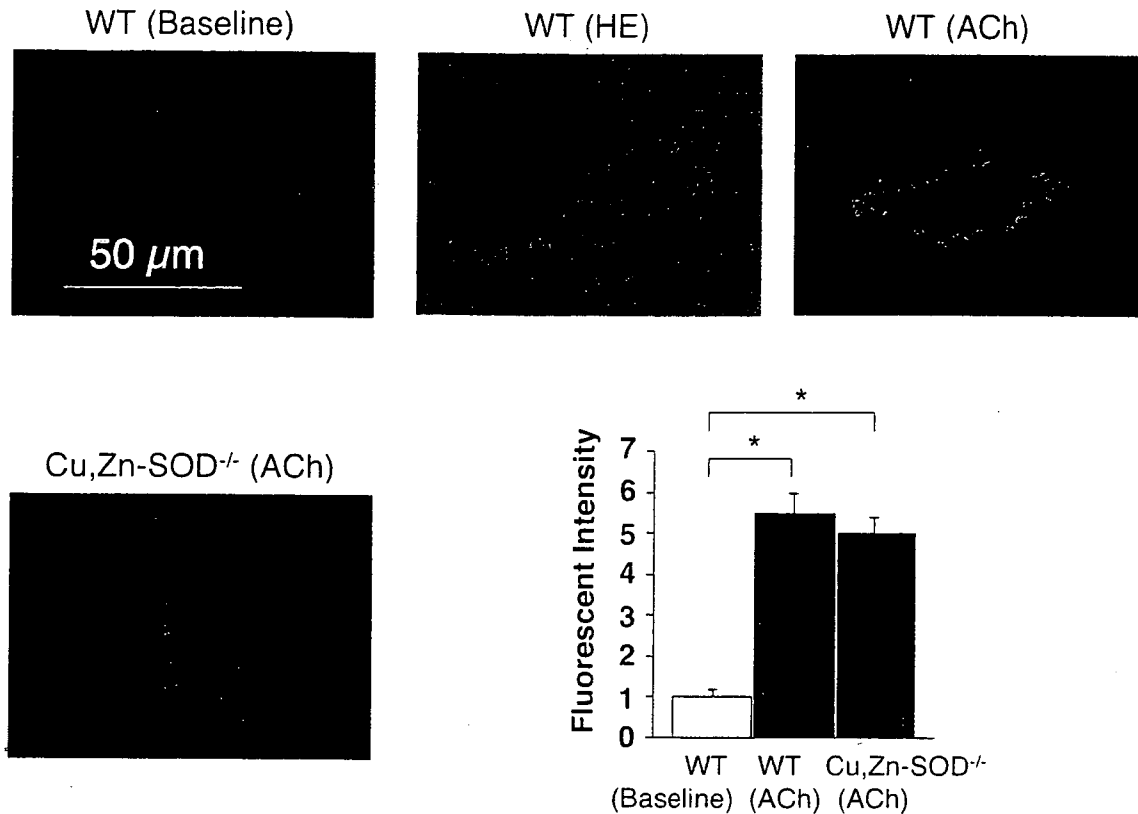 WT (Baseline)
WT (HE)
WT (ACh)
50 µm
Cu,Zn-SOD-/- (ACh)
*
*
Fluorescent Intensity
7
6
5
4
3
2
1
0
WT
(Baseline)
WT
(ACh)
Cu,Zn-SOD-/-
(ACh)